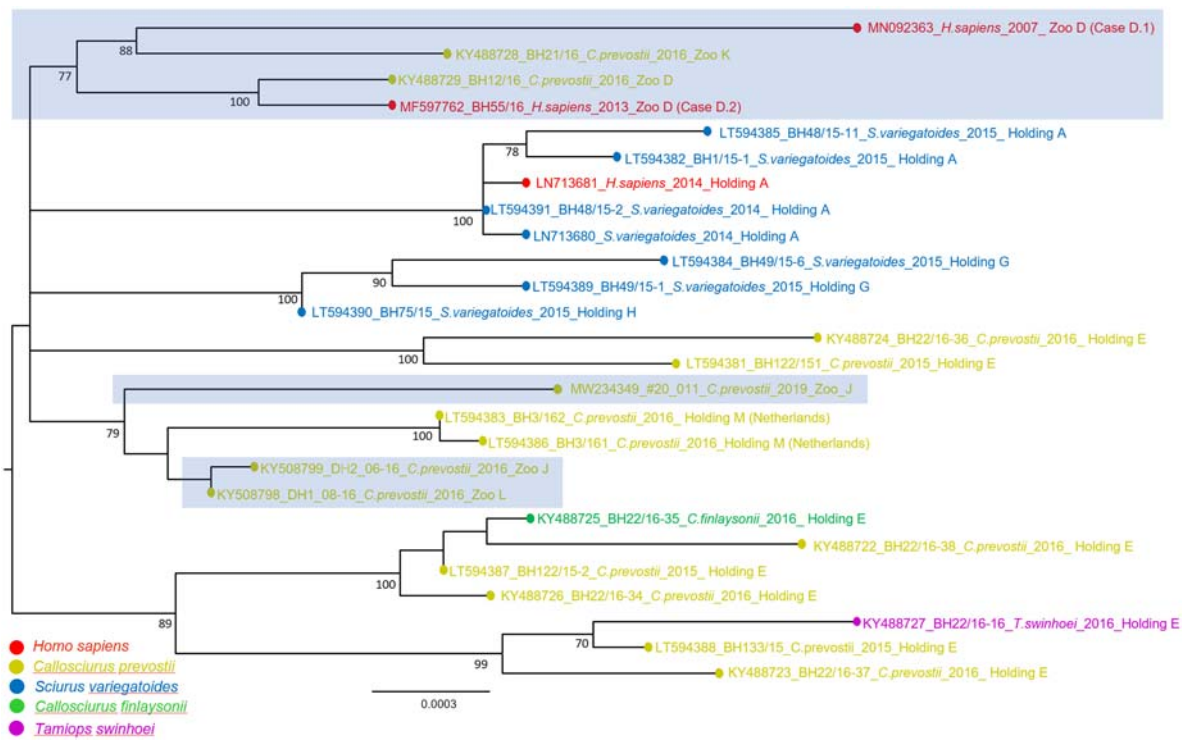 MN092363_H.sapiens_2007_ Zoo D (Case D.1)
88
KY488728_BH21/16_C.prevostii_2016_Zoo K
77
KY488729_BH12/16_C.prevostii_2016_Zoo D
100
MF597762_BH55/16_H.sapiens_2013_Zoo D (Case D.2)
LT594385_BH48/15-11_S.variegatoides_2015_ Holding A
78
LT594382_BH1/15-1_S.variegatoides_2015_ Holding A
LN713681_H.sapiens_2014_Holding A
LT594391_BH48/15-2_S.variegatoides_2014_ Holding A
100
LN713680_S.variegatoides_2014_Holding A
LT594384_BH49/15-6_S.variegatoides_2015_Holding G
90
LT594389_BH49/15-1_S.variegatoides_2015_Holding G
100
LT594390_BH75/15_S.variegatoides_2015_Holding H
KY488724_BH22/16-36_C.prevostii_2016_ Holding E
100
LT594381_BH122/151_C.prevostii_2015_Holding E
MW234349_#20_011_C.prevostii_2019_Zoo_J
LT594383_BH3/162_C.prevostii_2016_ Holding M (Netherlands)
79
100
LT594386_BH3/161_C.prevostii_2016_Holding M (Netherlands)
KY508799_DH2_06-16_C.prevostii_2016_Zoo J
KY508798_DH1_08-16_C.prevostii_2016_Zoo L
KY488725_BH22/16-35_C.finlaysonii_2016_ Holding E
KY488722_BH22/16-38_C.prevostii_2016_ Holding E
LT594387_BH122/15-2_C.prevostii_2015_ Holding E
100
KY488726_BH22/16-34_C.prevostii_2016_Holding E
89
KY488727_BH22/16-16_T.swinhoei_2016_Holding E
70
LT594388_BH133/15_C.prevostii_2015_Holding E
99
KY488723_BH22/16-37_C.prevostii_2016_ Holding E
0.0003
Homo sapiens
Callosciurus prevostii
Sciurus variegatoides
Callosciurus finlaysonii
Tamiops swinhoei